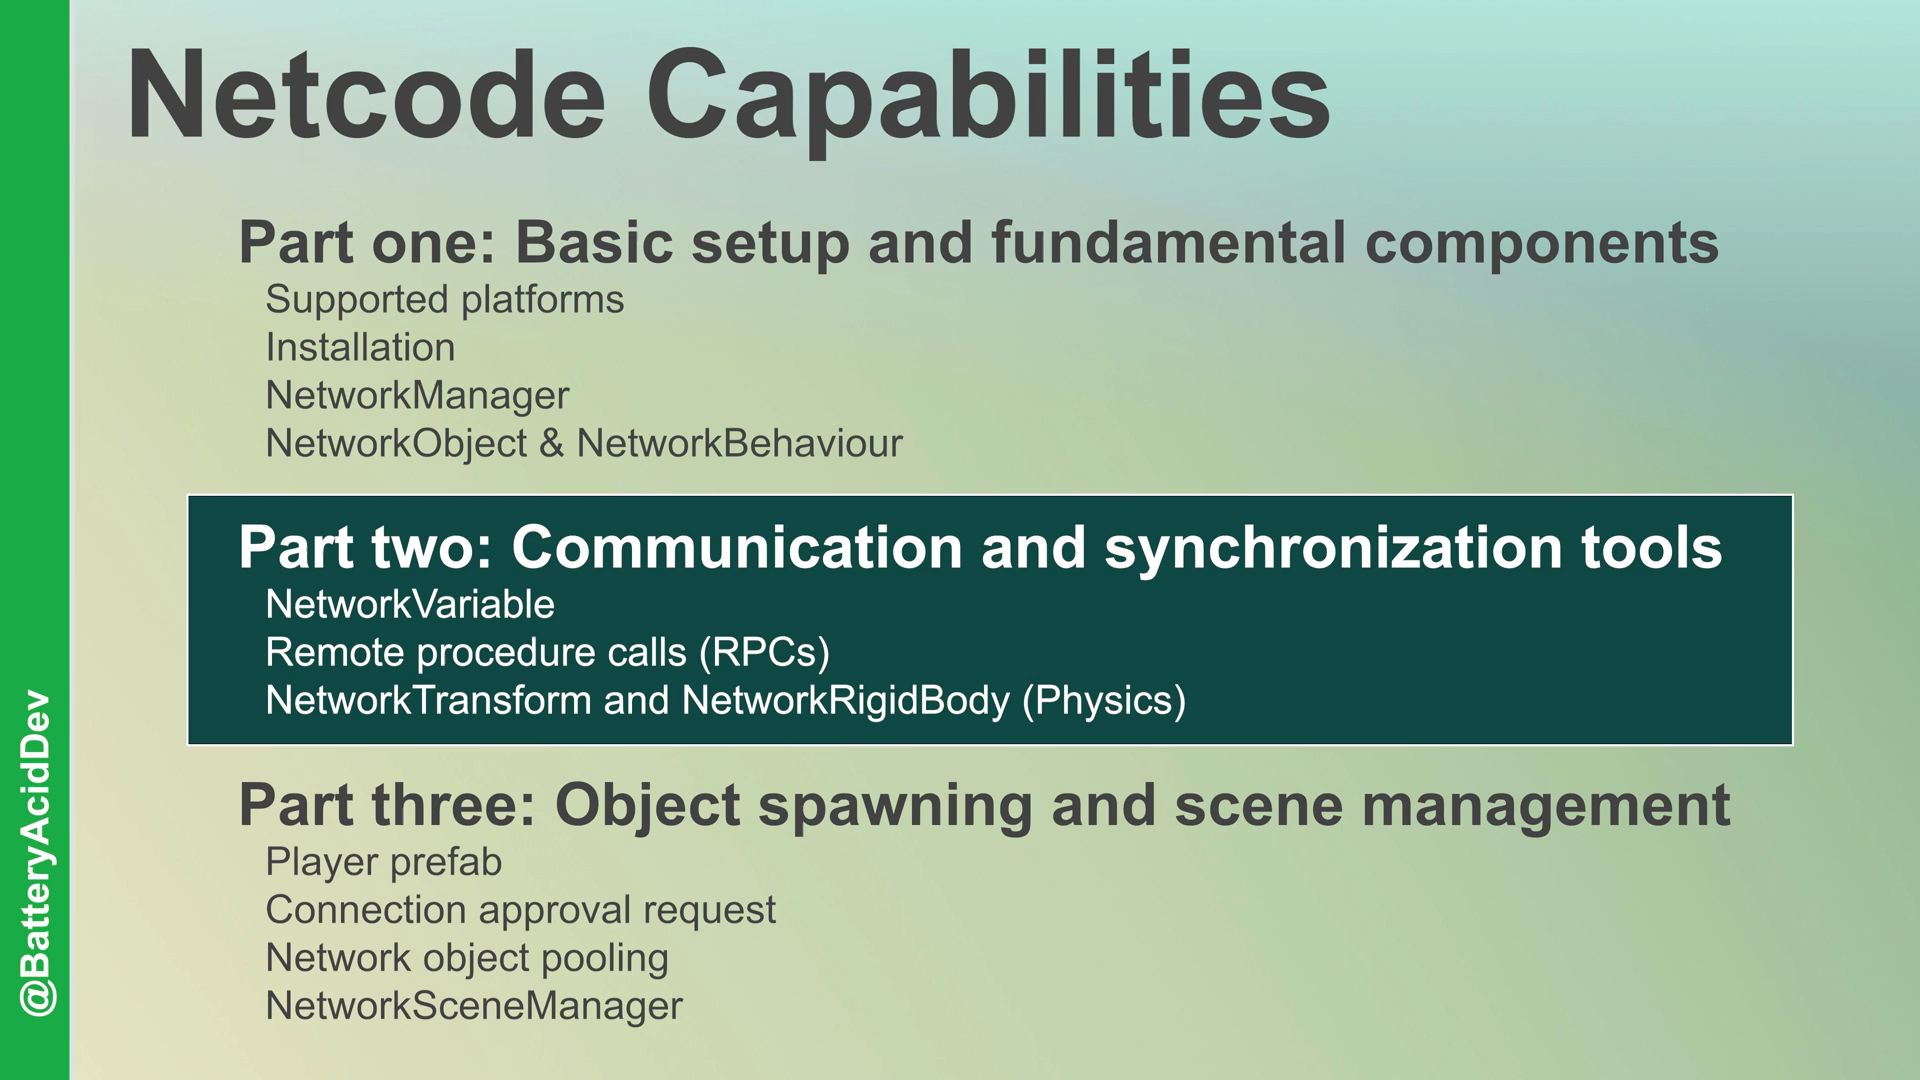 Netcode Capabilities
Part one: Basic setup and fundamental components
Supported platforms
Installation
NetworkManager
NetworkObject & NetworkBehaviour
Part two: Communication and synchronization tools
NetworkVariable
Remote procedure calls (RPCs)
NetworkTransform and NetworkRigidBody (Physics)
Part three: Object spawning and scene management
Player prefab
Connection approval request
Network object pooling
NetworkSceneManager
@BatteryAcidDev